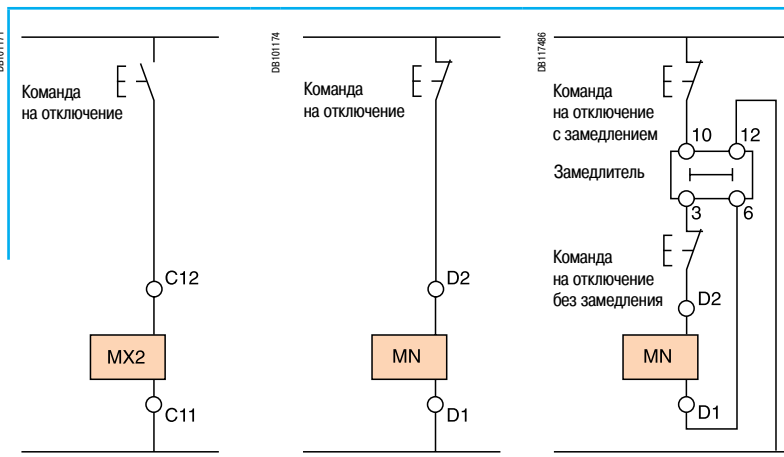 DB101171
Команда
на отключение
C12
MX2
C11
DB101174
Команда
на отключение
D2
MN
D1
DB117486
Команда
на отключение
с замедлением
10
12
Замедлитель
3
6
Команда
на отключение
без замедления
D2
MN
D1